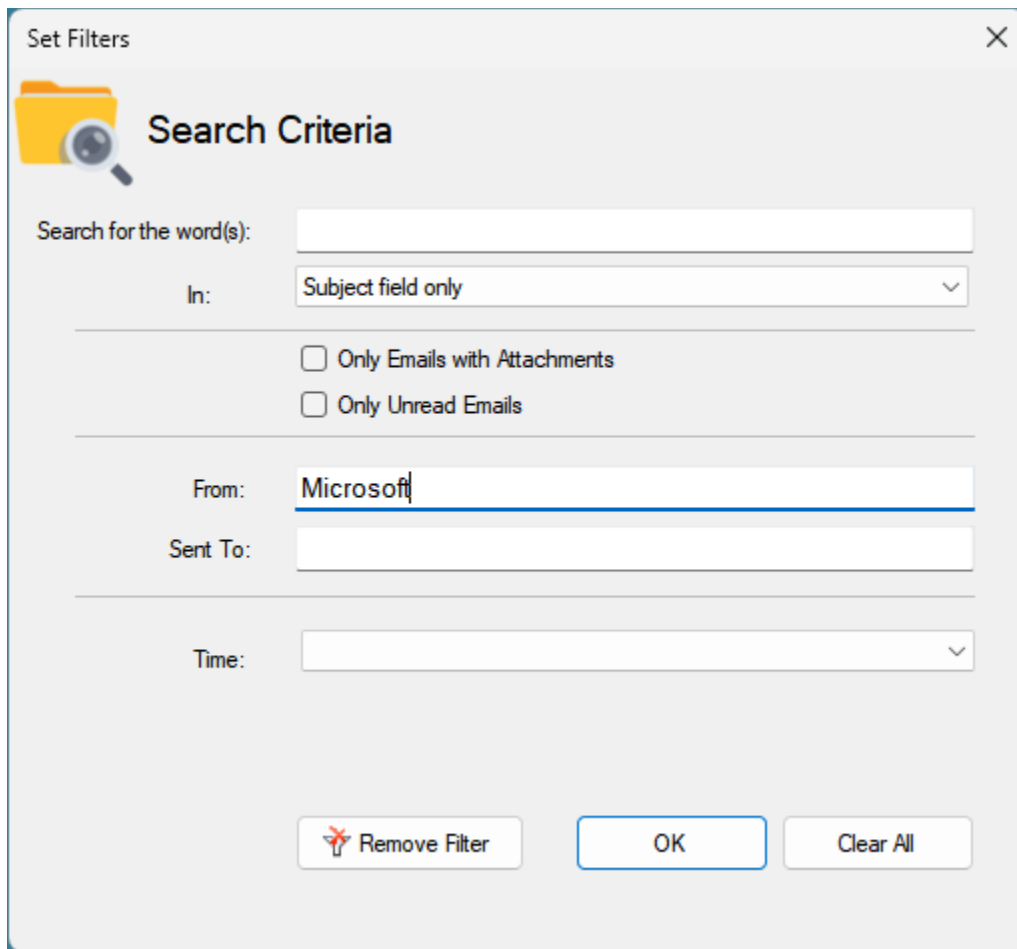 Set Filters
Search Criteria
Search for the word(s):
In: Subject field only
Only Emails with Attachments
Only Unread Emails
From: Microsoft
Sent To:
Time:
Remove Filter OK Clear All